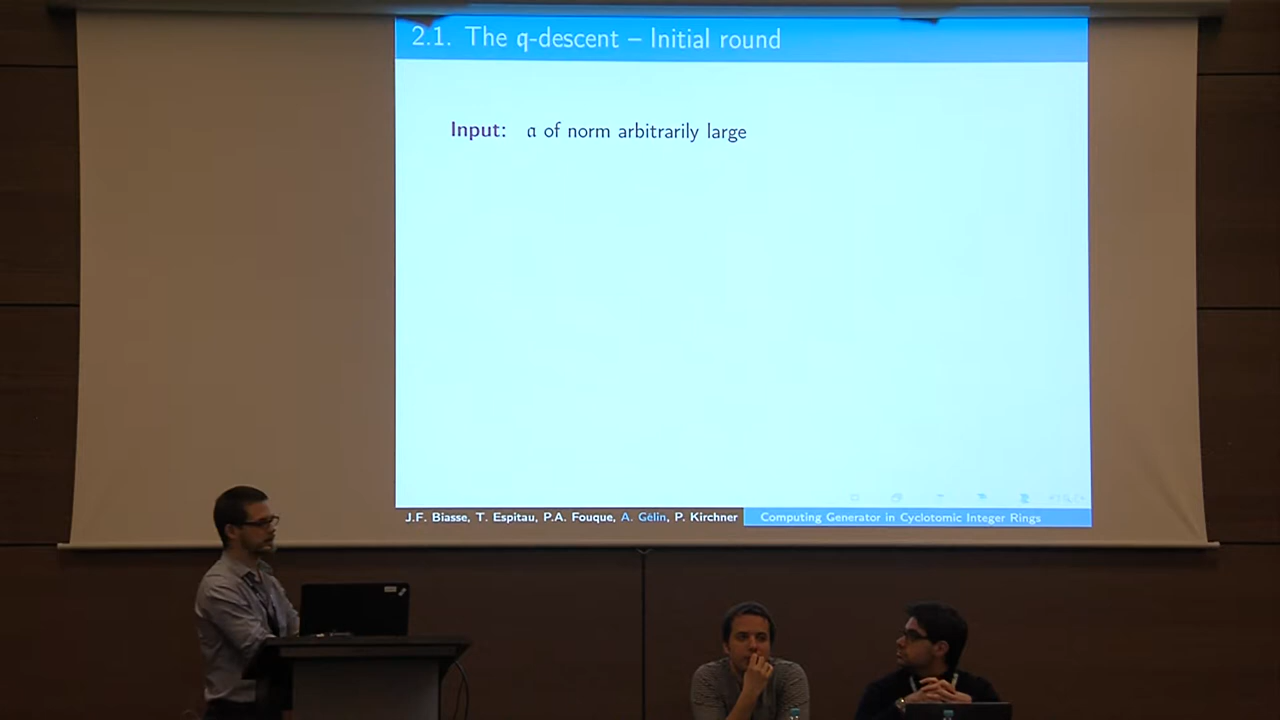 2.1. The q-descent – Initial round
Input: 𝔞 of norm arbitrarily large
J.F. Biasse, T. Espitau, P.A. Fouque, A. Gélin, P. Kirchner
Computing Generator in Cyclotomic Integer Rings